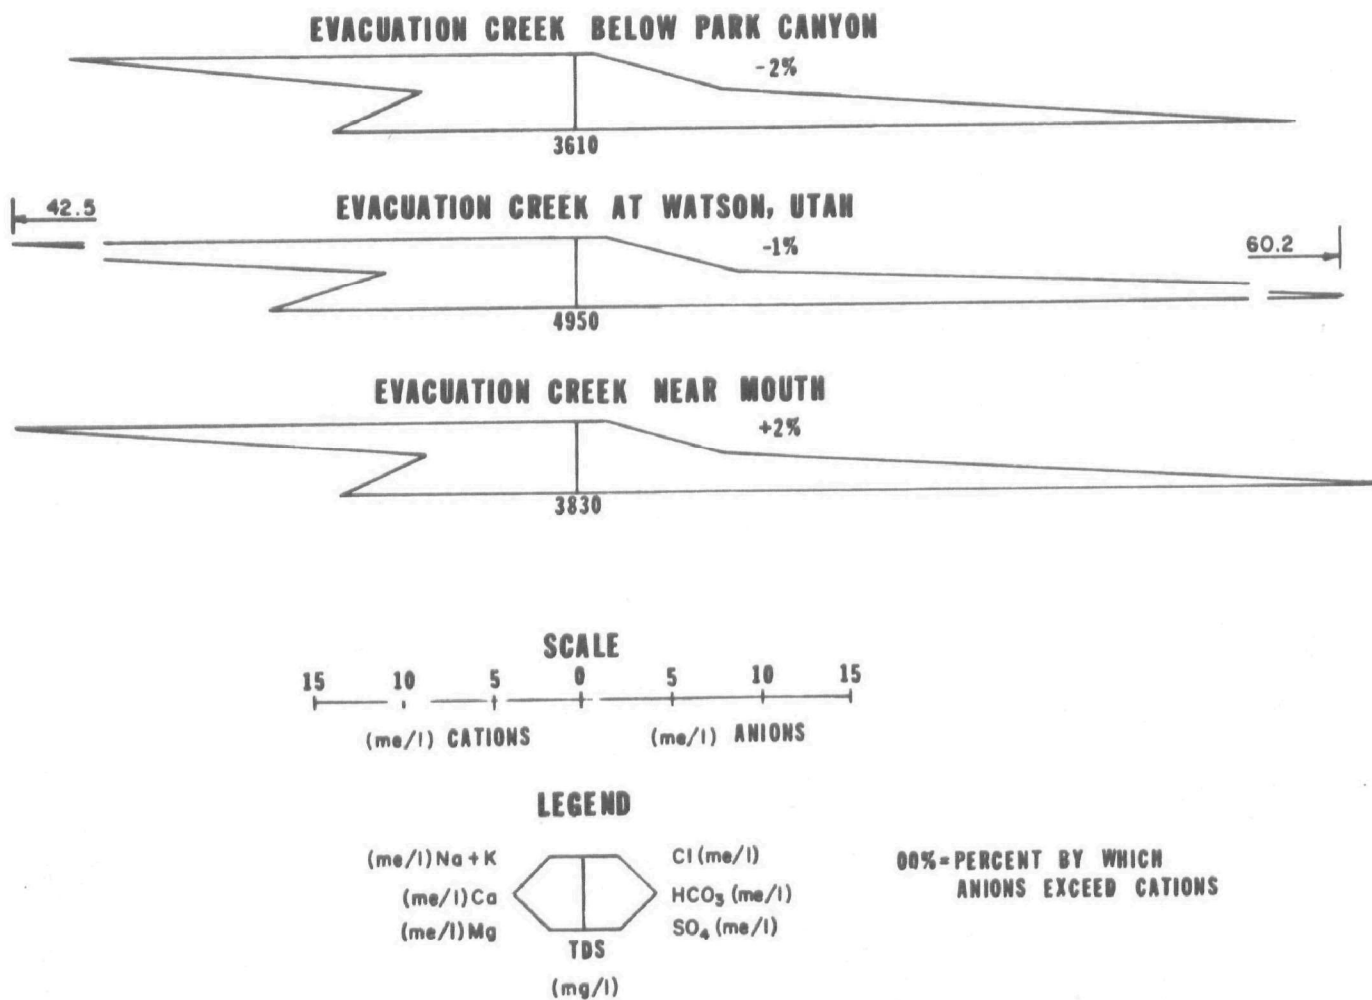 EVACUATION CREEK BELOW PARK CANYON
-2%
3610
42.5
EVACUATION CREEK AT WATSON, UTAH
-1%
60.2
4950
EVACUATION CREEK NEAR MOUTH
+2%
3830
SCALE
15 10 5 0 5 10 15
(me/l) CATIONS (me/l) ANIONS
LEGEND
(me/l) Na + K Cl (me/l)
(me/l) Ca HCO₃ (me/l)
(me/l) Mg SO₄ (me/l)
TDS
(mg/l)
00% = PERCENT BY WHICH
ANIONS EXCEED CATIONS